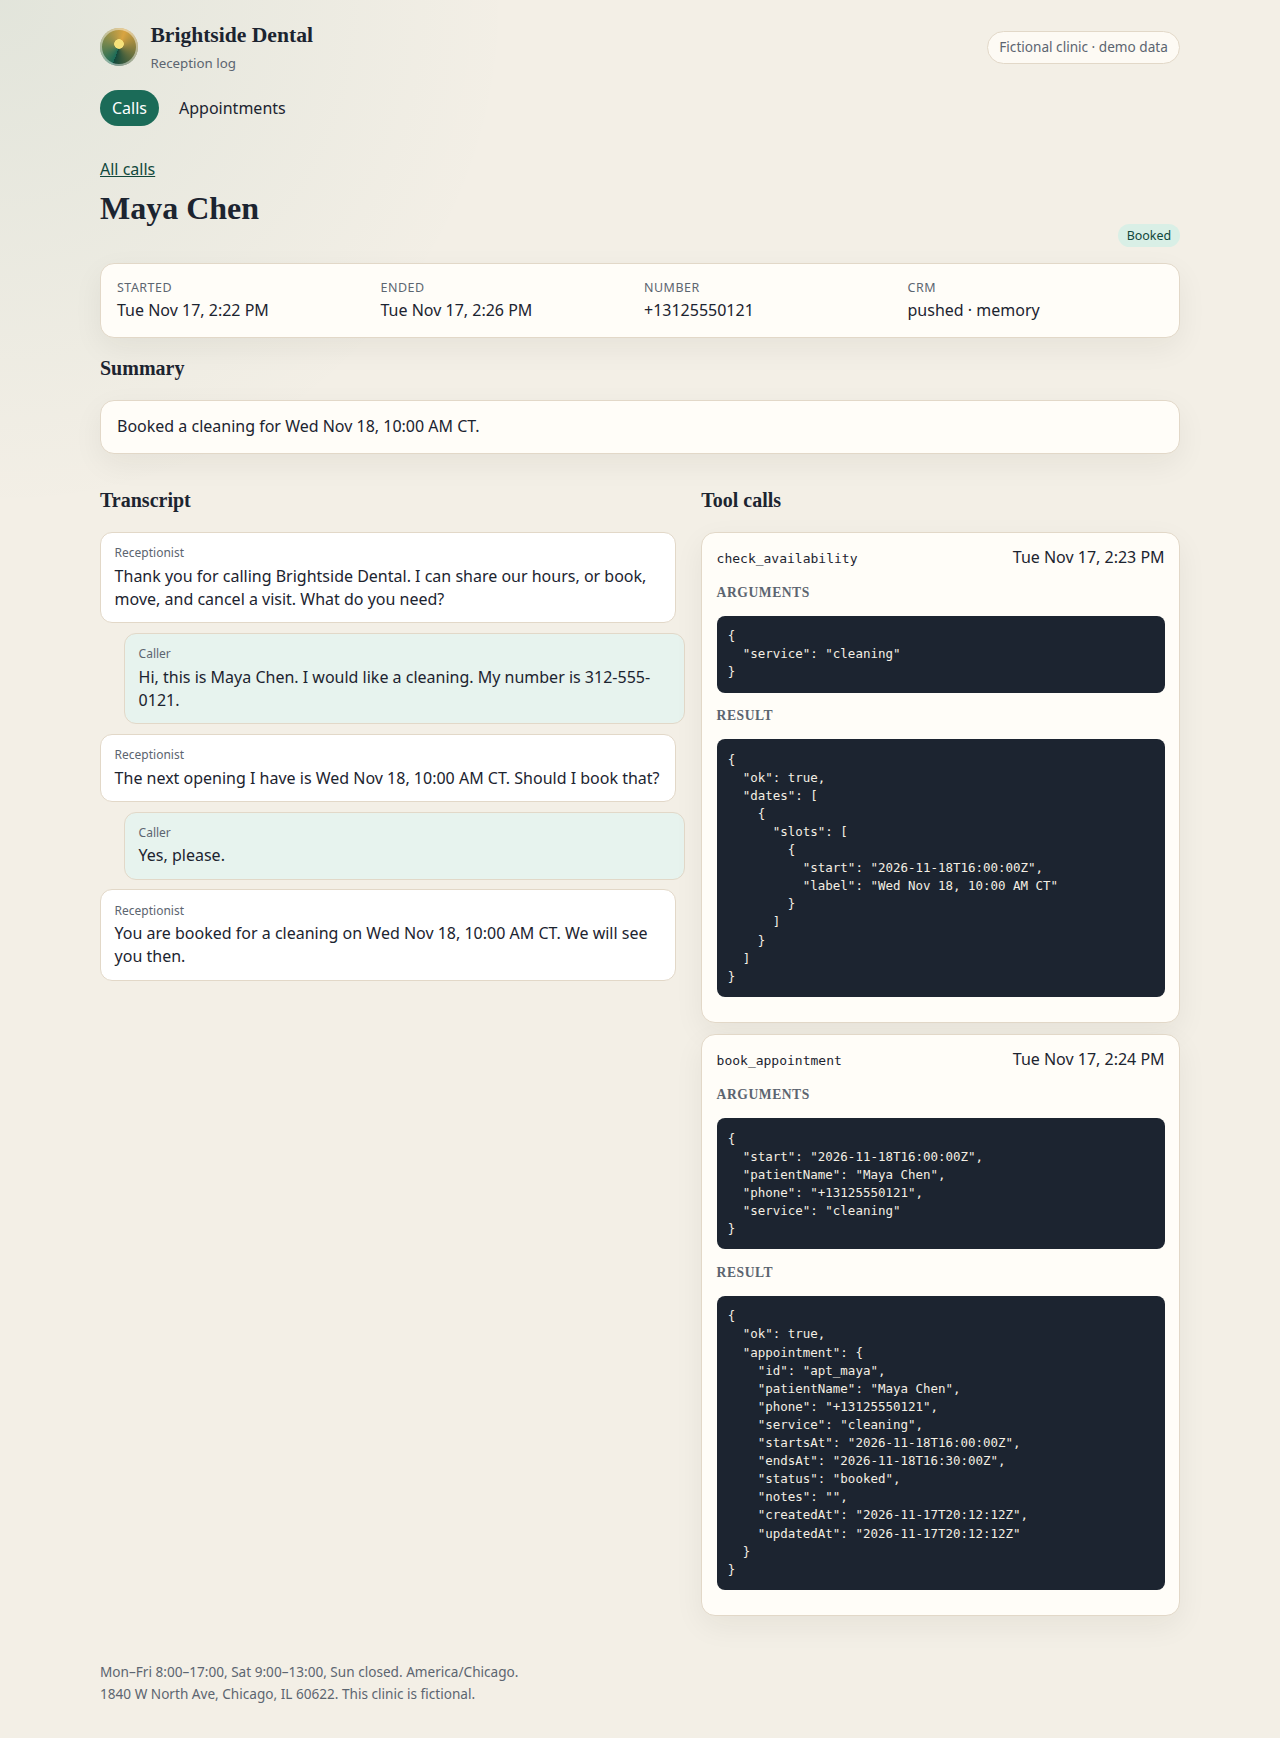 Brightside Dental
Reception log
Fictional clinic · demo data
Calls
Appointments
All calls
Maya Chen
Booked
STARTED
Tue Nov 17, 2:22 PM
ENDED
Tue Nov 17, 2:26 PM
NUMBER
+13125550121
CRM
pushed · memory
Summary
Booked a cleaning for Wed Nov 18, 10:00 AM CT.
Transcript
Receptionist
Thank you for calling Brightside Dental. I can share our hours, or book,
move, and cancel a visit. What do you need?
Caller
Hi, this is Maya Chen. I would like a cleaning. My number is 312-555-
0121.
Receptionist
The next opening I have is Wed Nov 18, 10:00 AM CT. Should I book that?
Caller
Yes, please.
Receptionist
You are booked for a cleaning on Wed Nov 18, 10:00 AM CT. We will see
you then.
Tool calls
check_availability
Tue Nov 17, 2:23 PM
ARGUMENTS
{
  "service": "cleaning"
}
RESULT
{
  "ok": true,
  "dates": [
    {
      "slots": [
        {
          "start": "2026-11-18T16:00:00Z",
          "label": "Wed Nov 18, 10:00 AM CT"
        }
      ]
    }
  ]
}
book_appointment
Tue Nov 17, 2:24 PM
ARGUMENTS
{
  "start": "2026-11-18T16:00:00Z",
  "patientName": "Maya Chen",
  "phone": "+13125550121",
  "service": "cleaning"
}
RESULT
{
  "ok": true,
  "appointment": {
    "id": "apt_maya",
    "patientName": "Maya Chen",
    "phone": "+13125550121",
    "service": "cleaning",
    "startsAt": "2026-11-18T16:00:00Z",
    "endsAt": "2026-11-18T16:30:00Z",
    "status": "booked",
    "notes": "",
    "createdAt": "2026-11-17T20:12:12Z",
    "updatedAt": "2026-11-17T20:12:12Z"
  }
}
Mon–Fri 8:00–17:00, Sat 9:00–13:00, Sun closed. America/Chicago.
1840 W North Ave, Chicago, IL 60622. This clinic is fictional.